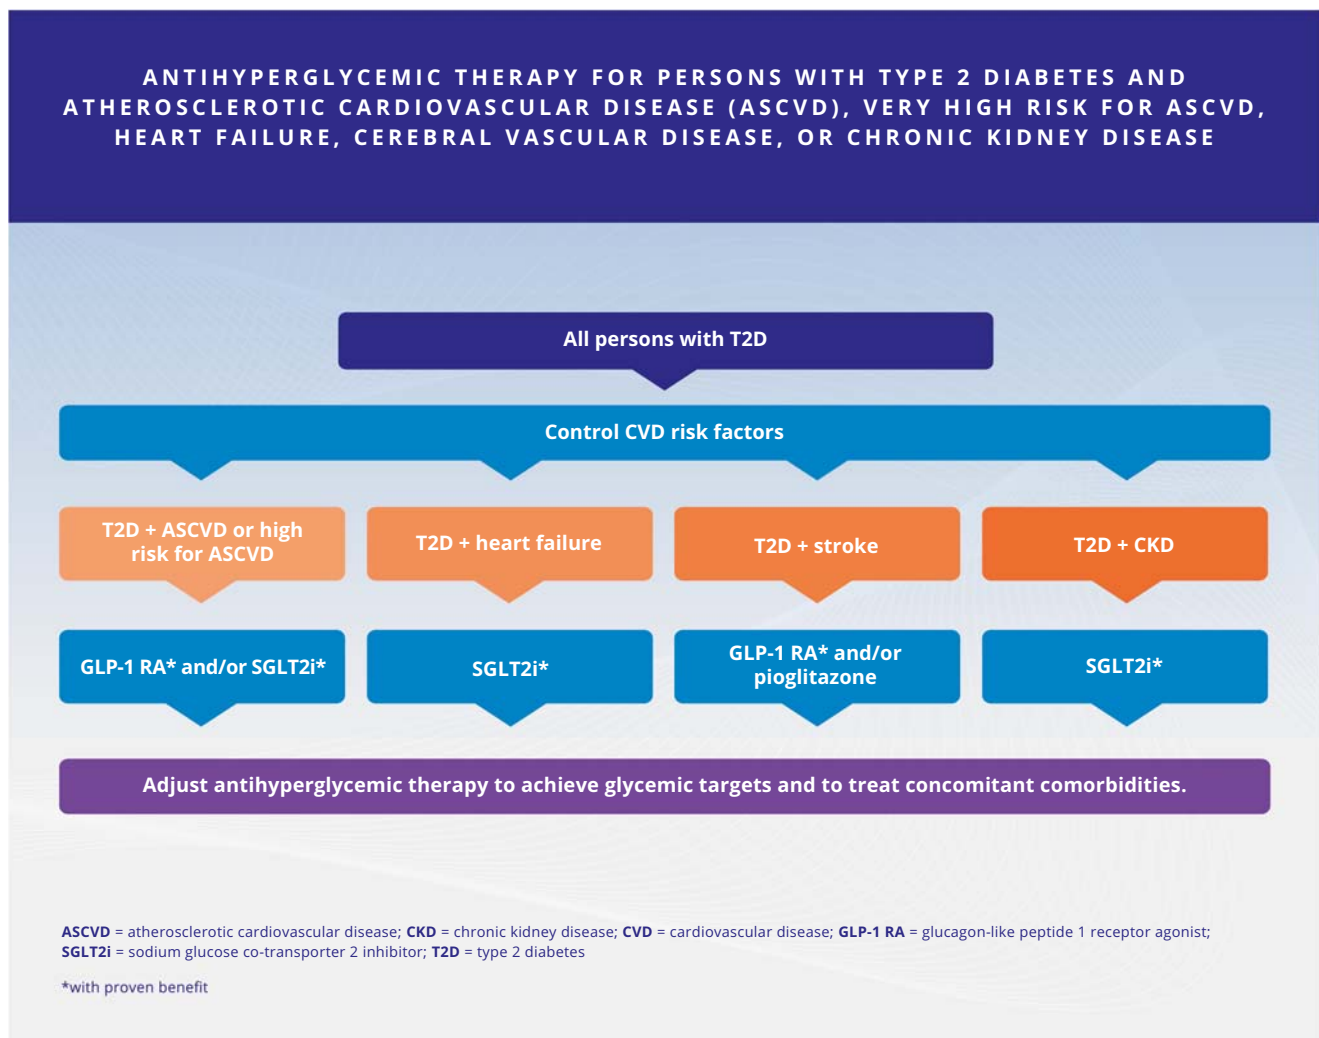 ANTIHYPERGLYCEMIC THERAPY FOR PERSONS WITH TYPE 2 DIABETES AND
ATHEROSCLEROTIC CARDIOVASCULAR DISEASE (ASCVD), VERY HIGH RISK FOR ASCVD,
HEART FAILURE, CEREBRAL VASCULAR DISEASE, OR CHRONIC KIDNEY DISEASE
All persons with T2D
Control CVD risk factors
T2D + ASCVD or high
risk for ASCVD
T2D + heart failure
T2D + stroke
T2D + CKD
GLP-1 RA* and/or SGLT2i*
SGLT2i*
GLP-1 RA* and/or
pioglitazone
SGLT2i*
Adjust antihyperglycemic therapy to achieve glycemic targets and to treat concomitant comorbidities.
ASCVD = atherosclerotic cardiovascular disease; CKD = chronic kidney disease; CVD = cardiovascular disease; GLP-1 RA = glucagon-like peptide 1 receptor agonist;
SGLT2i = sodium glucose co-transporter 2 inhibitor; T2D = type 2 diabetes
*with proven benefit